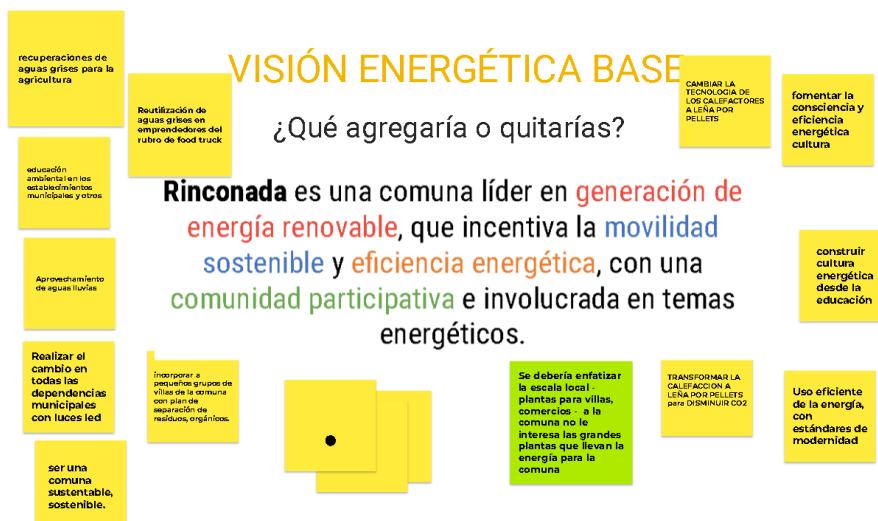 VISIÓN ENERGÉTICA BASE
¿Qué agregaría o quitarías?
Rinconada es una comuna líder en generación de
energía renovable, que incentiva la movilidad
sostenible y eficiencia energética, con una
comunidad participativa e involucrada en temas
energéticos.
recuperaciones de
aguas grises para la
agricultura
Reutilización de
aguas grises en
emprendedores del
rubro de food truck
educación
ambiental en los
establecimientos
municipales y otros
Aprovechamiento
de aguas lluvias
Realizar el
cambio en
todas las
dependencias
municipales
con luces led
ser una
comuna
sustentable,
sostenible.
incorporar a
pequeños grupos de
villas de la comuna
con plan de
separación de
residuos, orgánicos.
Se debería enfatizar
la escala local -
plantas para villas,
comercios - a la
comuna no le
interesa las grandes
plantas que llevan la
energía para la
comuna
CAMBIAR LA
TECNOLOGIA DE
LOS CALEFACTORES
A LEÑA POR
PELLETS
fomentar la
consciencia y
eficiencia
energética
cultura
construir
cultura
energética
desde la
educación
TRANSFORMAR LA
CALEFACCION A
LEÑA POR PELLETS
para DISMINUIR CO2
Uso eficiente
de la energía,
con
estándares de
modernidad